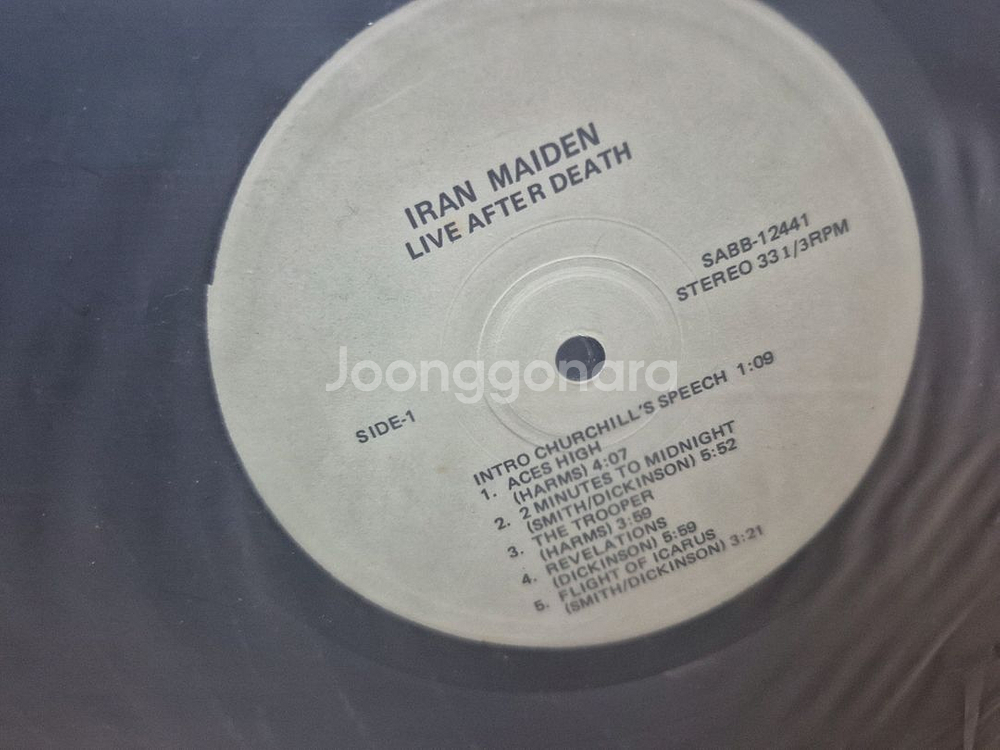 IRAN MAIDEN
LIVE AFTER DEATH
SABB-12441
STEREO 33 1/3RPM
Joonggonara
SIDE-1
INTRO CHURCHILL'S SPEECH 1:09
1. ACES HIGH
(HARMS) 4:07
2. 2 MINUTES TO MIDNIGHT
(SMITH/DICKINSON) 5:52
3. THE TROOPER
(HARMS) 3:59
4. REVELATIONS
(DICKINSON) 5:59
5. FLIGHT OF ICARUS
(SMITH/DICKINSON) 3:21